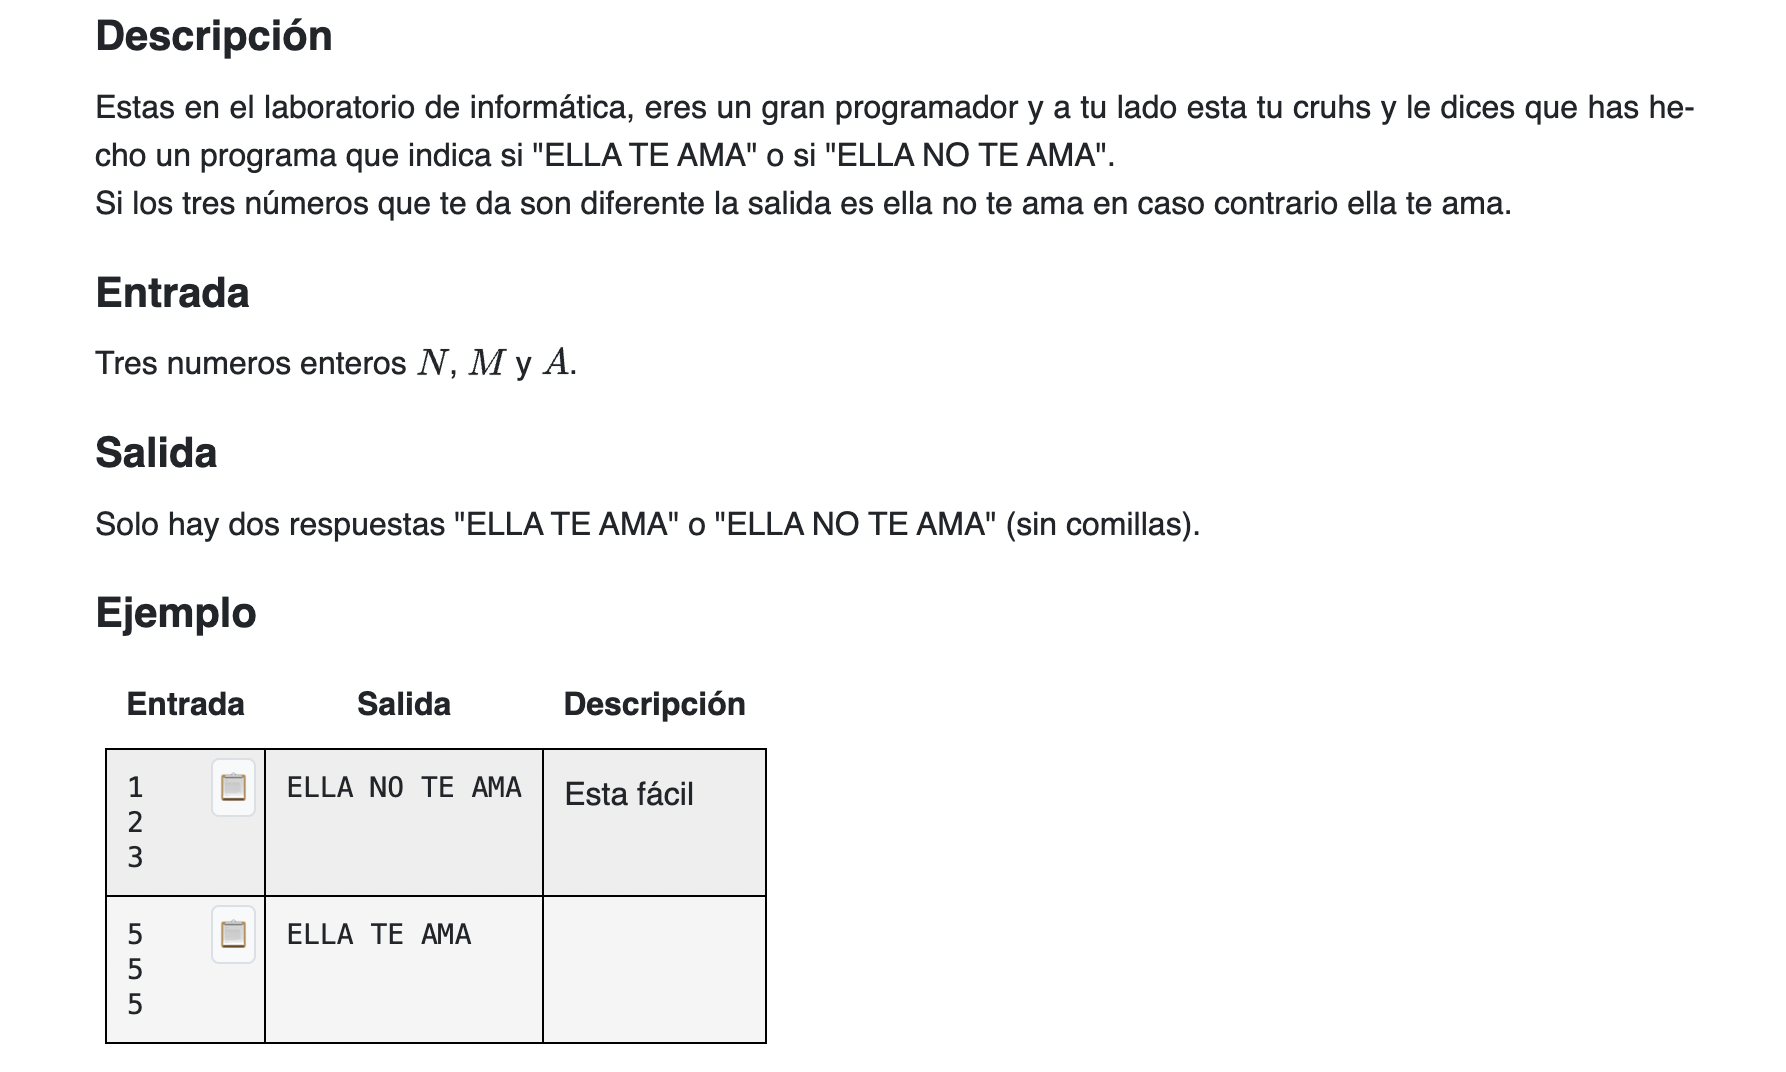 Descripción
Estas en el laboratorio de informática, eres un gran programador y a tu lado esta tu cruhs y le dices que has he-
cho un programa que indica si "ELLA TE AMA" o si "ELLA NO TE AMA".
Si los tres números que te da son diferente la salida es ella no te ama en caso contrario ella te ama.
Entrada
Tres numeros enteros N, M y A.
Salida
Solo hay dos respuestas "ELLA TE AMA" o "ELLA NO TE AMA" (sin comillas).
Ejemplo
Entrada Salida Descripción
1 ELLA NO TE AMA Esta fácil
2
3
5 ELLA TE AMA
5
5